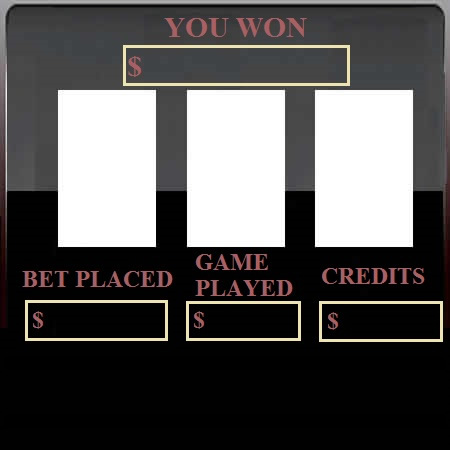 YOU WON
$
BET PLACED
GAME
PLAYED
CREDITS
$
$
$